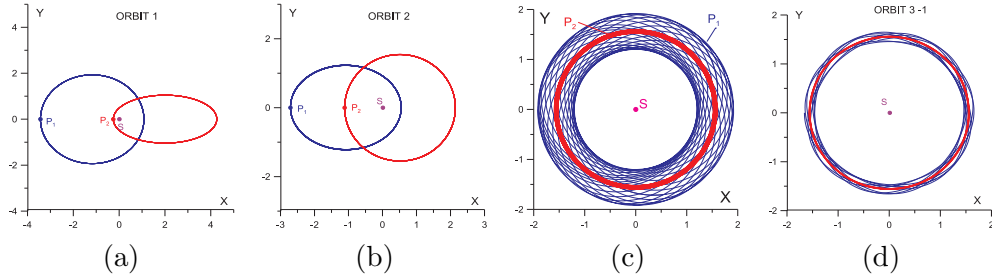 Y
ORBIT 1
5
4
2
0
-2
-4
P₁
P₂
S
X
-4 -2 0 2 4
(a)
Y
ORBIT 2
2
0
-2
P₁
P₂
S
X
-3 -2 -1 0 1 2 3
(b)
2
Y
P₂
P₁
1
0
S
-1
-2
X
-2 -1 0 1 2
(c)
ORBIT 3 -1
2
Y
1
0
S
-1
-2
X
-2 -1 0 1 2
(d)